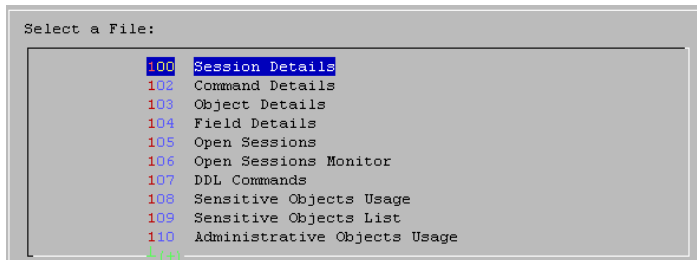 Select a File:
100 Session Details
102 Command Details
103 Object Details
104 Field Details
105 Open Sessions
106 Open Sessions Monitor
107 DDL Commands
108 Sensitive Objects Usage
109 Sensitive Objects List
110 Administrative Objects Usage